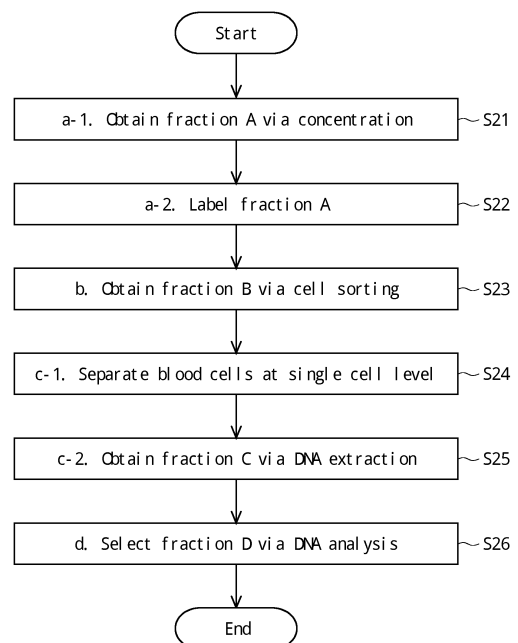 Start
a-1. Obtain fraction A via concentration S21
a-2. Label fraction A S22
b. Obtain fraction B via cell sorting S23
c-1. Separate blood cells at single cell level S24
c-2. Obtain fraction C via DNA extraction S25
d. Select fraction D via DNA analysis S26
End